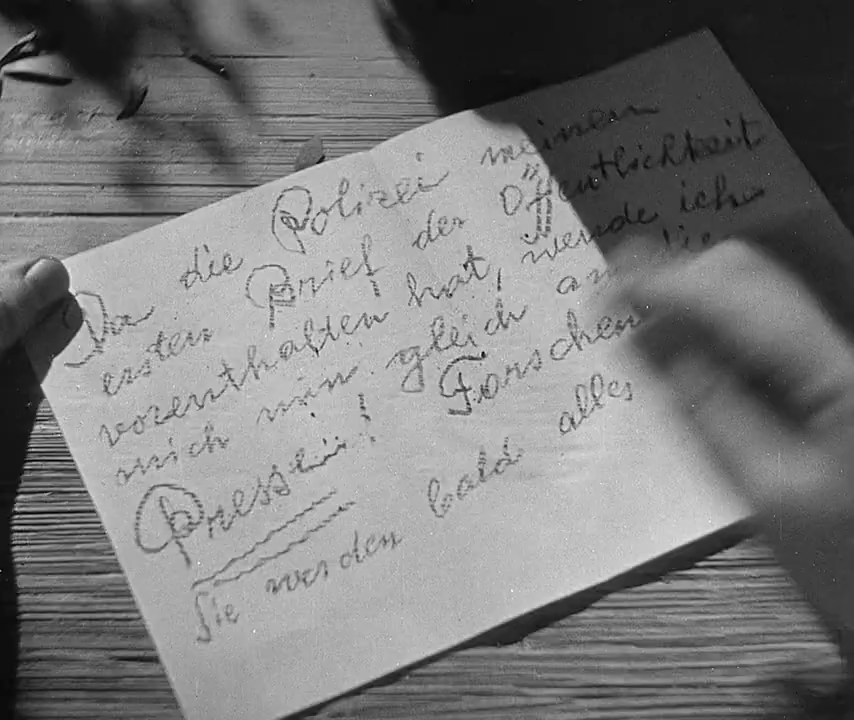 Da die Polizei meinen
ersten Brief der Öffentlichkeit
vorenthalten hat, wende ich
mich nun gleich an die
Presse! Forschen
Sie werden bald alles